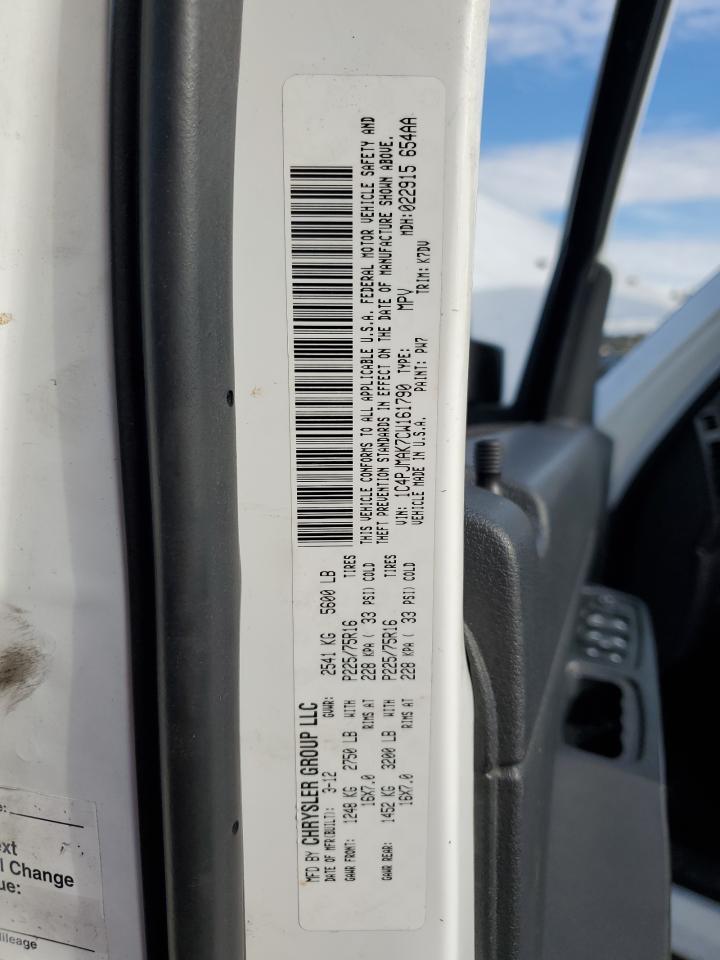 MFD BY CHRYSLER GROUP LLC
DATE OF MFR(BUILT): 3-12 GVWR: 2541 KG 5600 LB
GAWR FRONT: 1248 KG 2750 LB WITH P225/75R16 TIRES
16X7.0 RIMS AT 228 KPA ( 33 PSI) COLD
GAWR REAR: 1452 KG 3200 LB WITH P225/75R16 TIRES
16X7.0 RIMS AT 228 KPA ( 33 PSI) COLD
THIS VEHICLE CONFORMS TO ALL APPLICABLE U.S.A. FEDERAL MOTOR VEHICLE SAFETY AND
THEFT PREVENTION STANDARDS IN EFFECT ON THE DATE OF MANUFACTURE SHOWN ABOVE.
VIN: 1C4PJMAK7CW161790 TYPE: MPV MDH:022915 654AA
VEHICLE MADE IN U.S.A. PAINT: PW7 TRIM: K7DV
e:
ext
l Change
ue:
Mileage